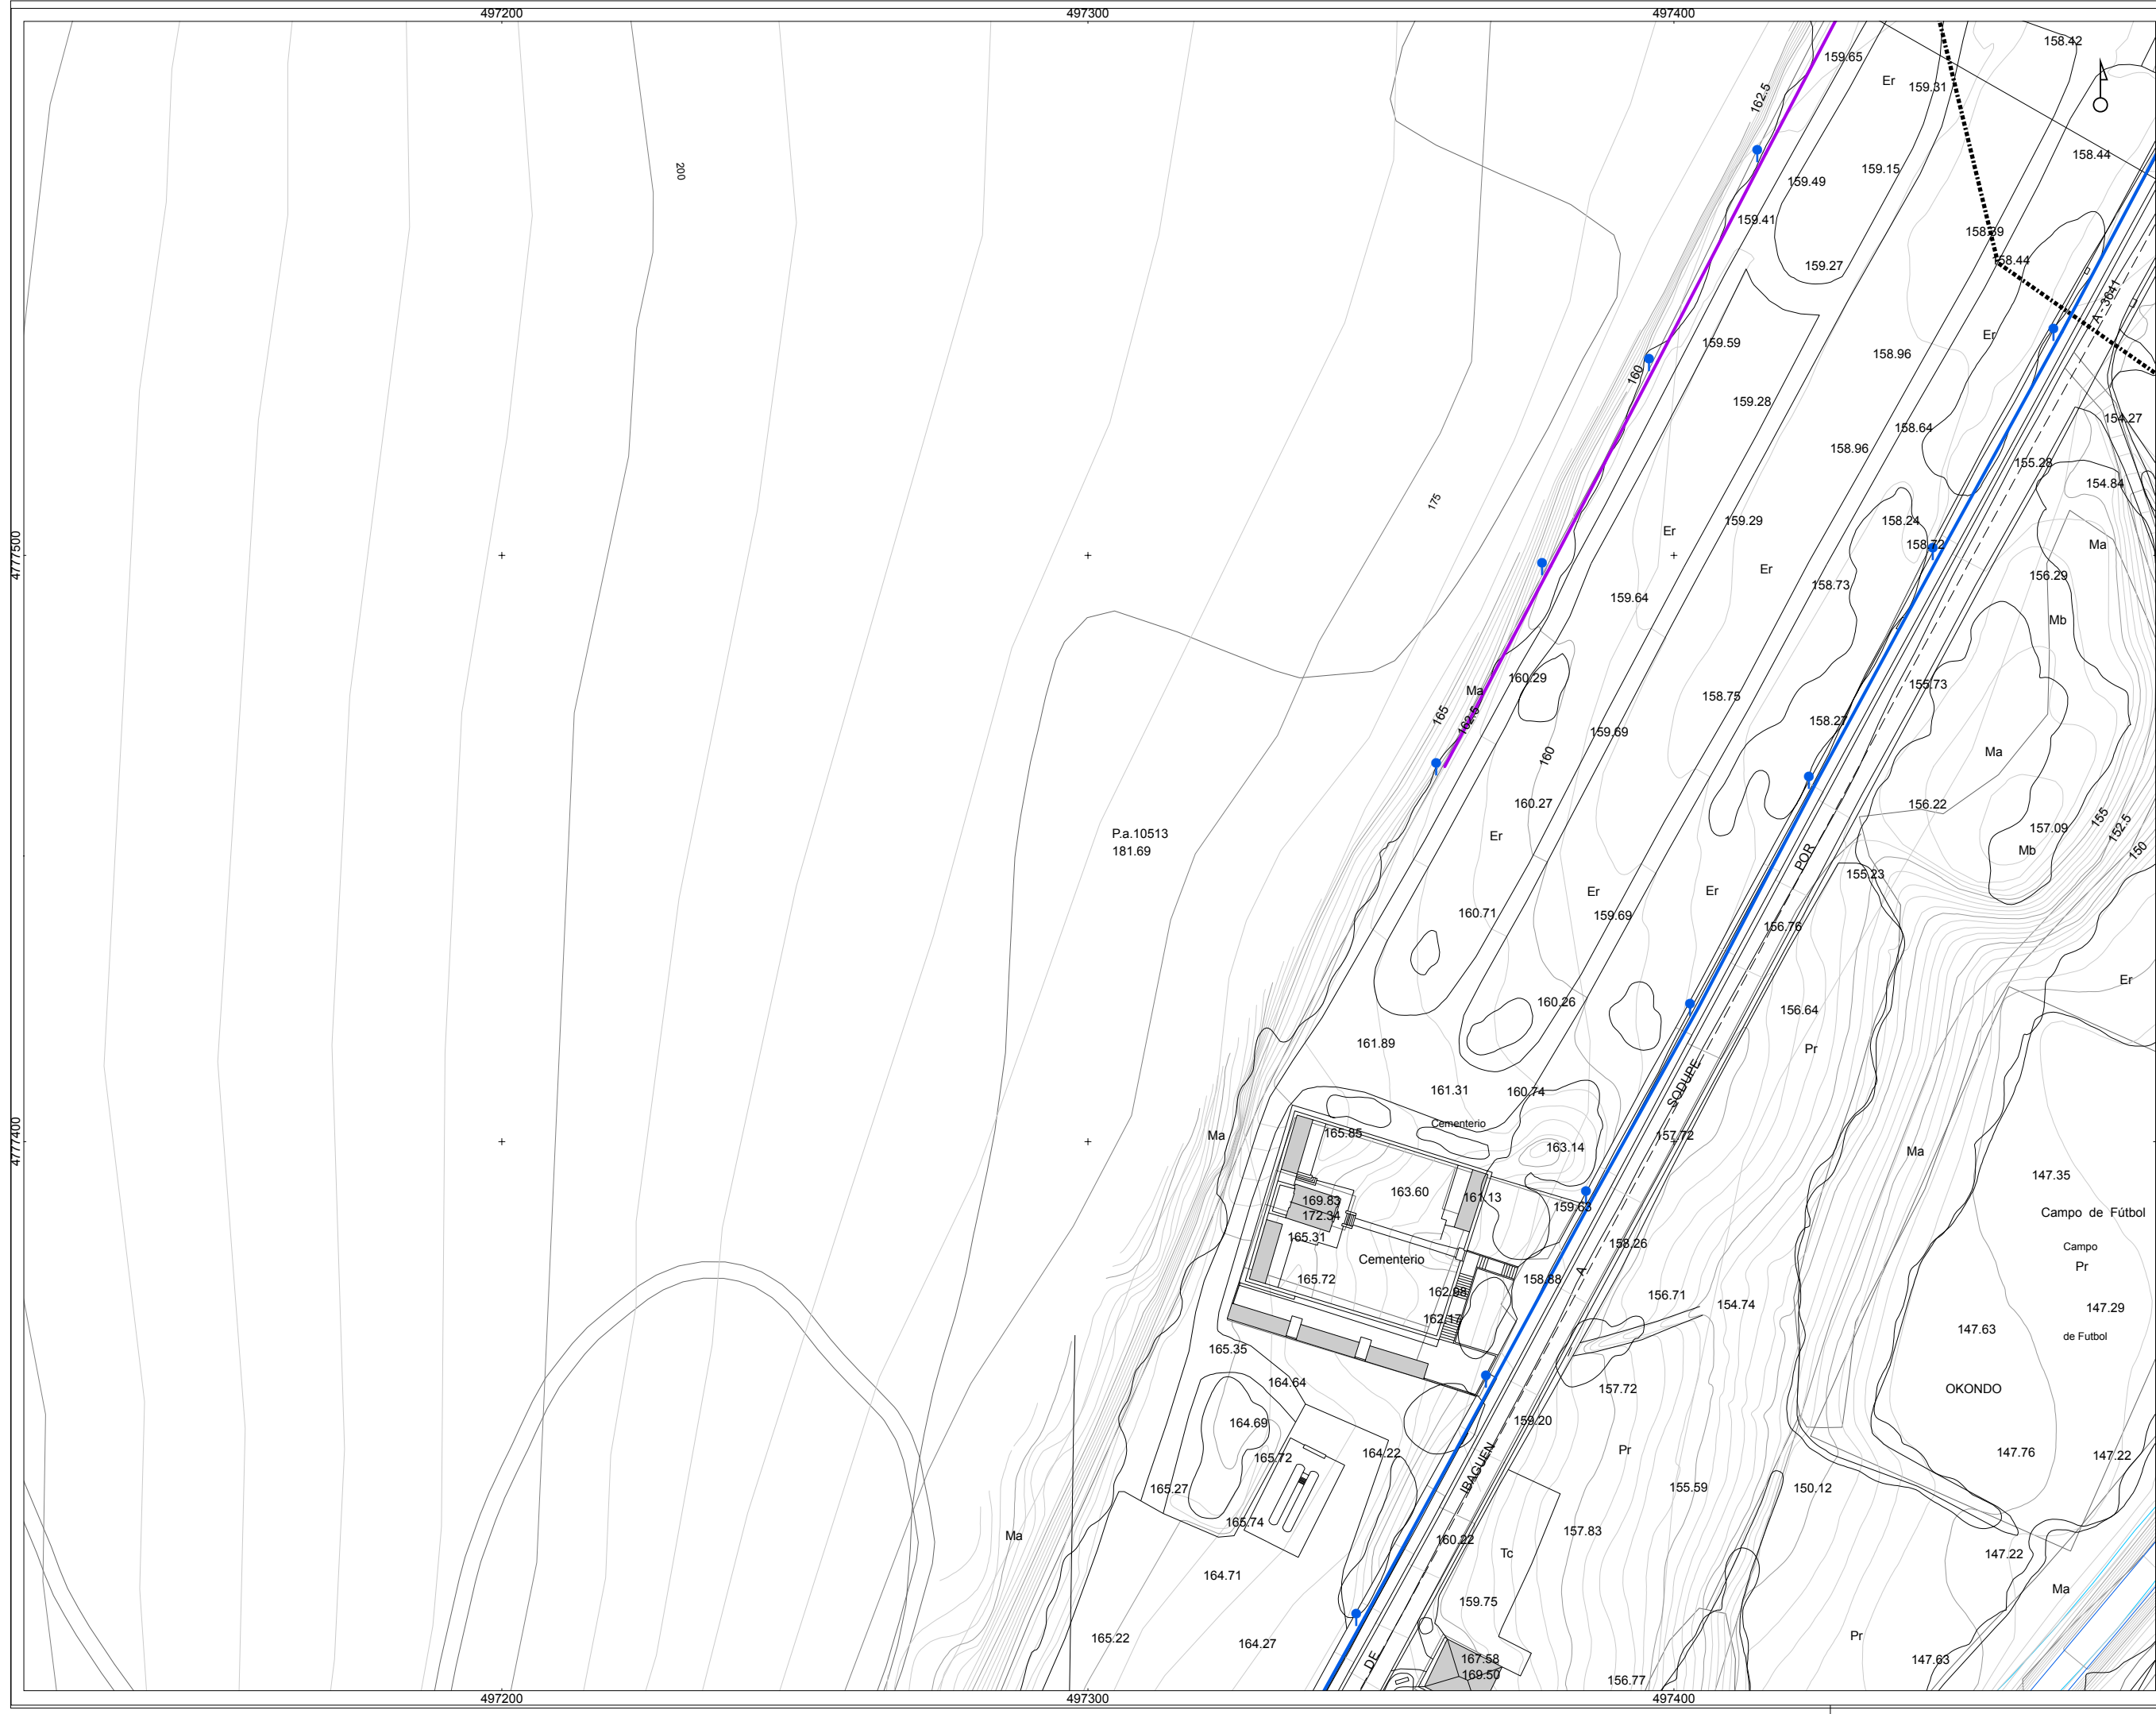 497200 497300 497400
158.42
159.65
Er
159.31
162.5
158.44
200
159.15
159.49
159.41
158.39
158.44
159.27
A-3641
Er
159.59
158.96
160
159.28
154.27
158.64
158.96
155.28
154.84
175
159.29
158.24
Er
158.72
Ma
4777500
Er
156.29
158.73
159.64
Mb
160.29
155.73
Ma
158.75
165
162.5
158.27
159.69
160
Ma
160.27
156.22
155
152.5
150
157.09
P.a.10513
181.69
Er
Mb
POR
155.23
Er
Er
160.71
159.69
156.76
Er
160.26
156.64
161.89
Pr
SODUPE
161.31
160.74
Cementerio
165.85
Ma
157.72
4777400
163.14
Ma
147.35
163.60
161.13
169.83
159.63
172.34
Campo de Fútbol
165.31
158.26
Campo
Cementerio
Pr
A
165.72
158.88
162.98
156.71
154.74
147.29
162.17
147.63
de Futbol
165.35
164.64
157.72
OKONDO
164.69
159.20
164.22
Pr
147.76
147.22
165.72
IBAGUEN
165.27
155.59
150.12
165.74
157.83
Ma
160.22
Tc
147.22
164.71
Ma
159.75
165.22
164.27
Pr
DE
167.58
147.63
169.50
156.77
497200 497300 497400